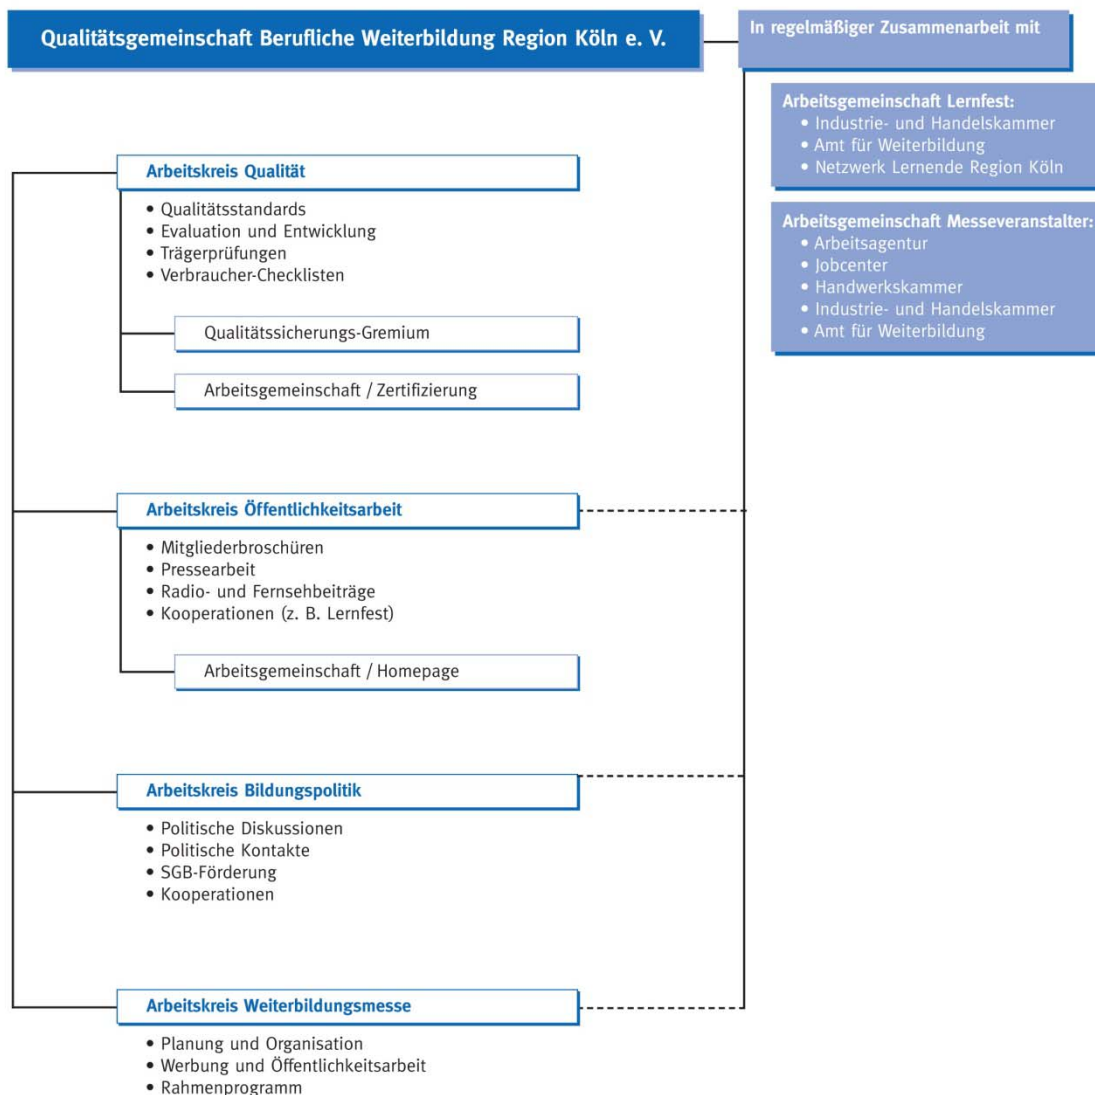 Qualitätsgemeinschaft Berufliche Weiterbildung Region Köln e. V.
In regelmäßiger Zusammenarbeit mit
Arbeitsgemeinschaft Lernfest:
• Industrie- und Handelskammer
• Amt für Weiterbildung
• Netzwerk Lernende Region Köln
Arbeitsgemeinschaft Messeveranstalter:
• Arbeitsagentur
• Jobcenter
• Handwerkskammer
• Industrie- und Handelskammer
• Amt für Weiterbildung
Arbeitskreis Qualität
• Qualitätsstandards
• Evaluation und Entwicklung
• Trägerprüfungen
• Verbraucher-Checklisten
Qualitätssicherungs-Gremium
Arbeitsgemeinschaft / Zertifizierung
Arbeitskreis Öffentlichkeitsarbeit
• Mitgliederbroschüren
• Pressearbeit
• Radio- und Fernsehbeiträge
• Kooperationen (z. B. Lernfest)
Arbeitsgemeinschaft / Homepage
Arbeitskreis Bildungspolitik
• Politische Diskussionen
• Politische Kontakte
• SGB-Förderung
• Kooperationen
Arbeitskreis Weiterbildungsmesse
• Planung und Organisation
• Werbung und Öffentlichkeitsarbeit
• Rahmenprogramm